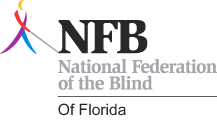 NFB
National Federation
of the Blind
Of Florida